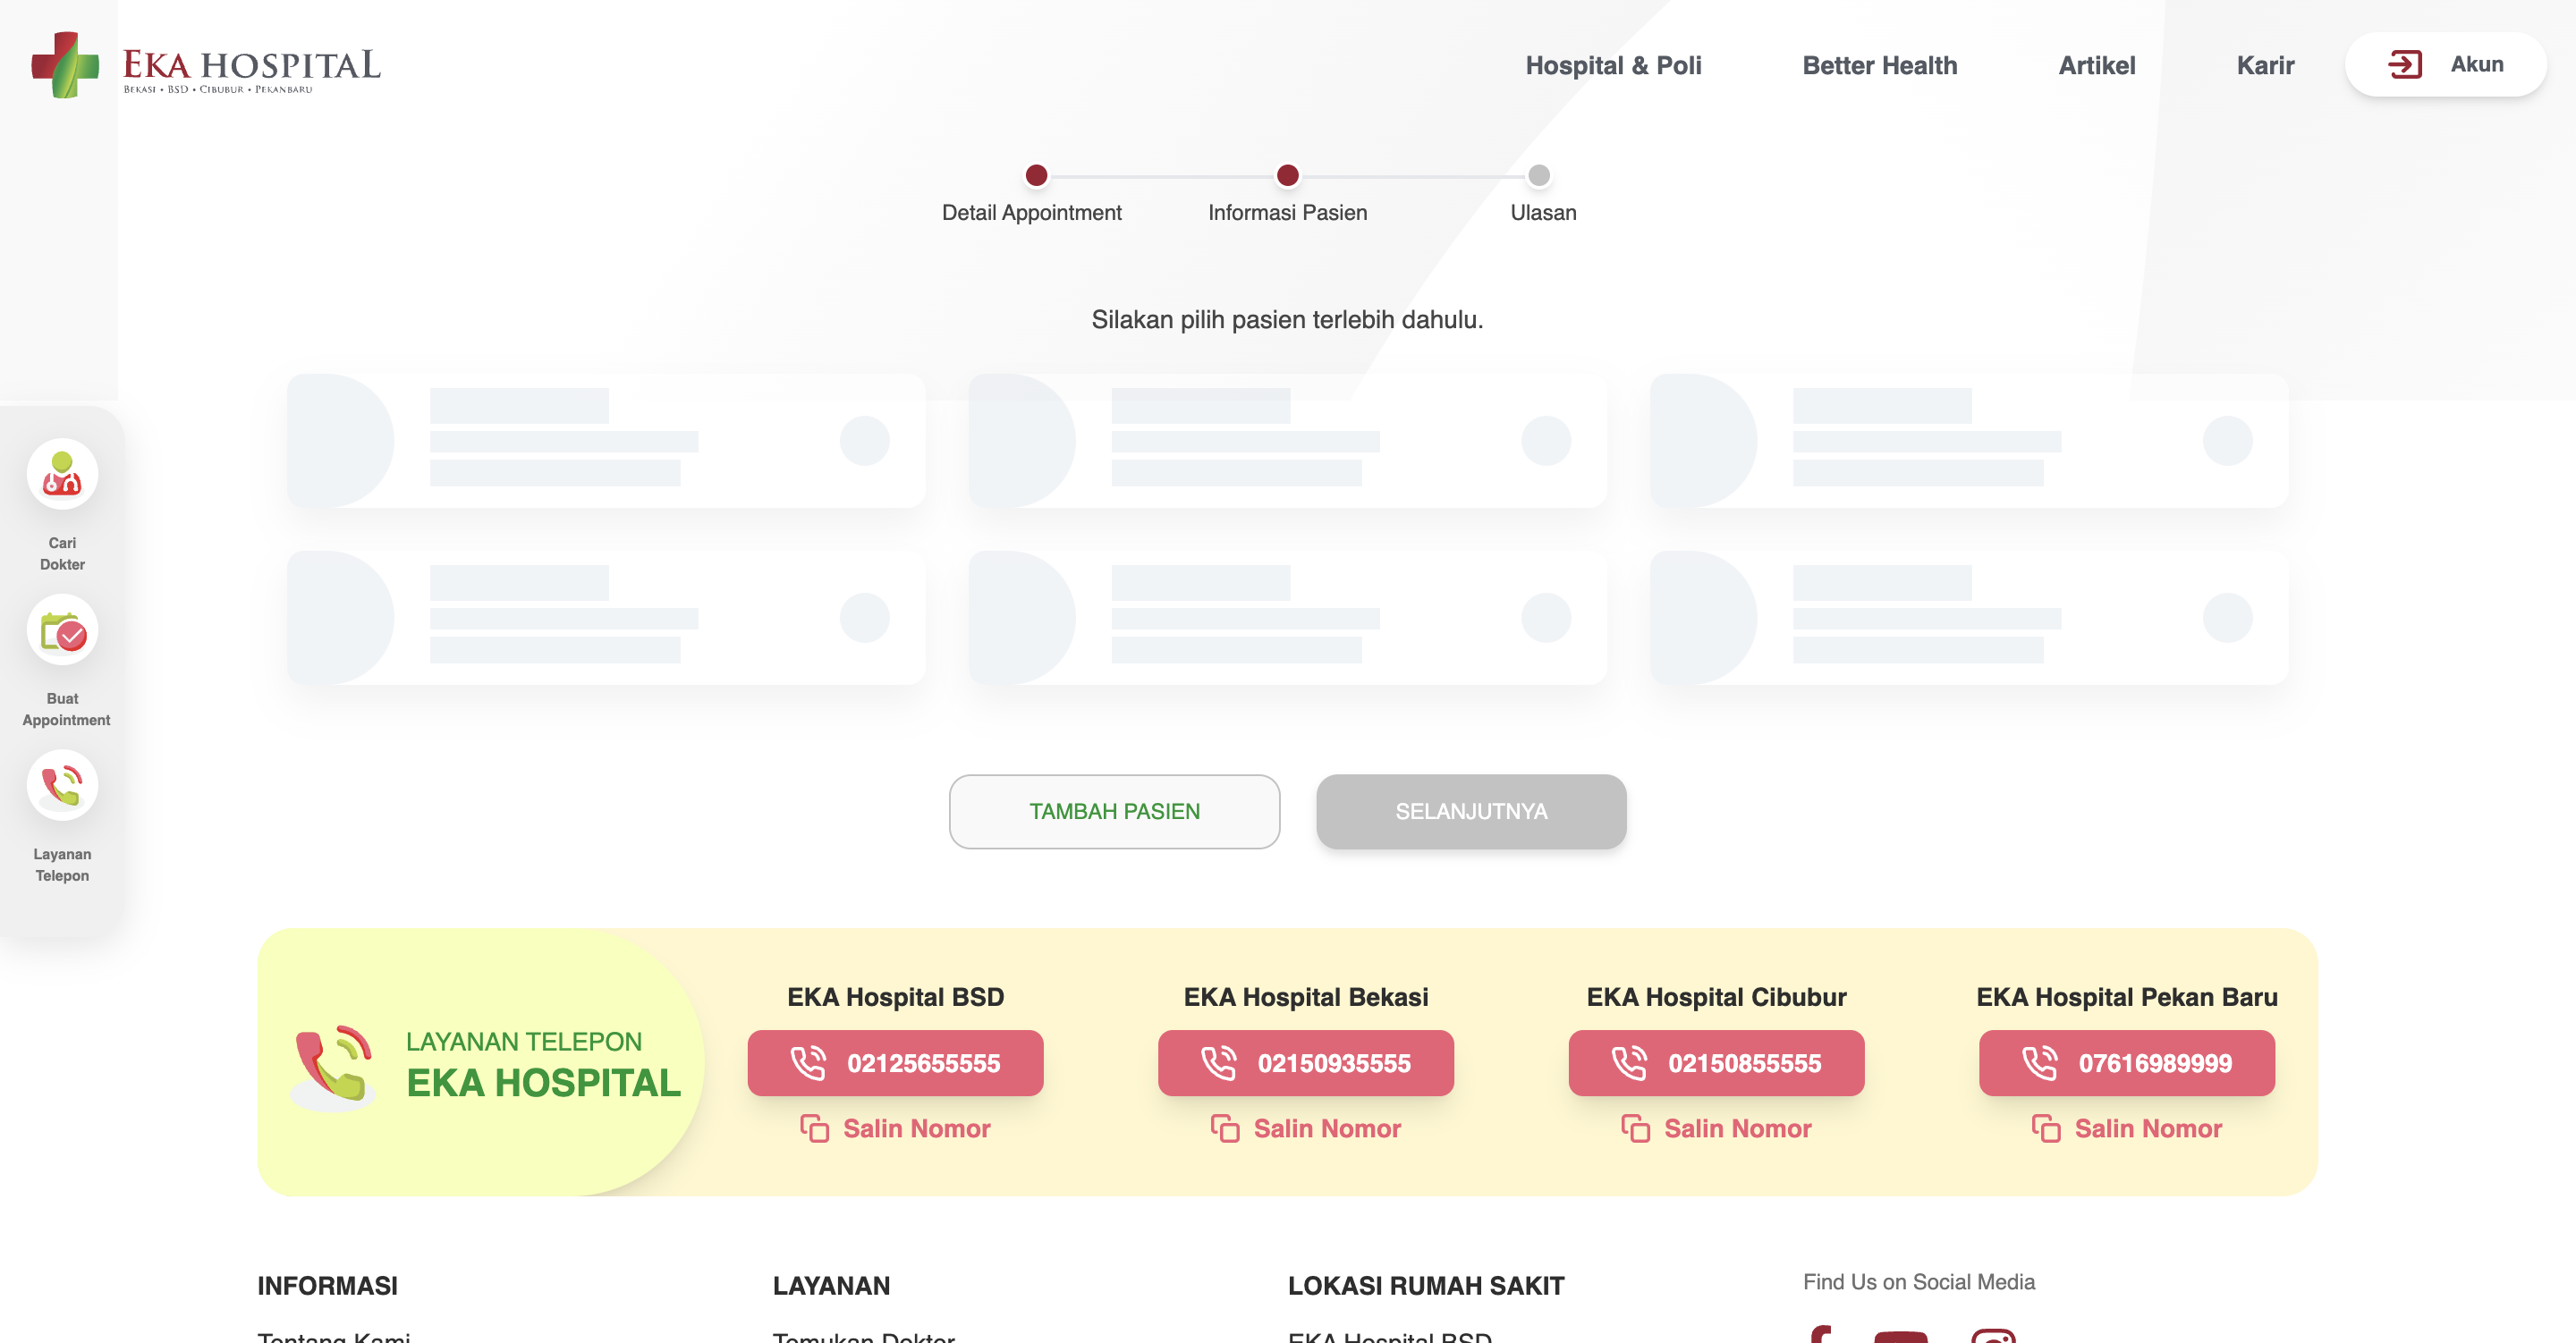 EKA HOSPITAL
BEKASI • BSD • CIBUBUR • PEKANBARU
Hospital & Poli
Better Health
Artikel
Karir
Akun
Detail Appointment
Informasi Pasien
Ulasan
Silakan pilih pasien terlebih dahulu.
Cari
Dokter
Buat
Appointment
Layanan
Telepon
TAMBAH PASIEN
SELANJUTNYA
LAYANAN TELEPON
EKA HOSPITAL
EKA Hospital BSD
02125655555
Salin Nomor
EKA Hospital Bekasi
02150935555
Salin Nomor
EKA Hospital Cibubur
02150855555
Salin Nomor
EKA Hospital Pekan Baru
07616989999
Salin Nomor
INFORMASI
Tentang Kami
LAYANAN
Temukan Dokter
LOKASI RUMAH SAKIT
EKA Hospital BSD
Find Us on Social Media